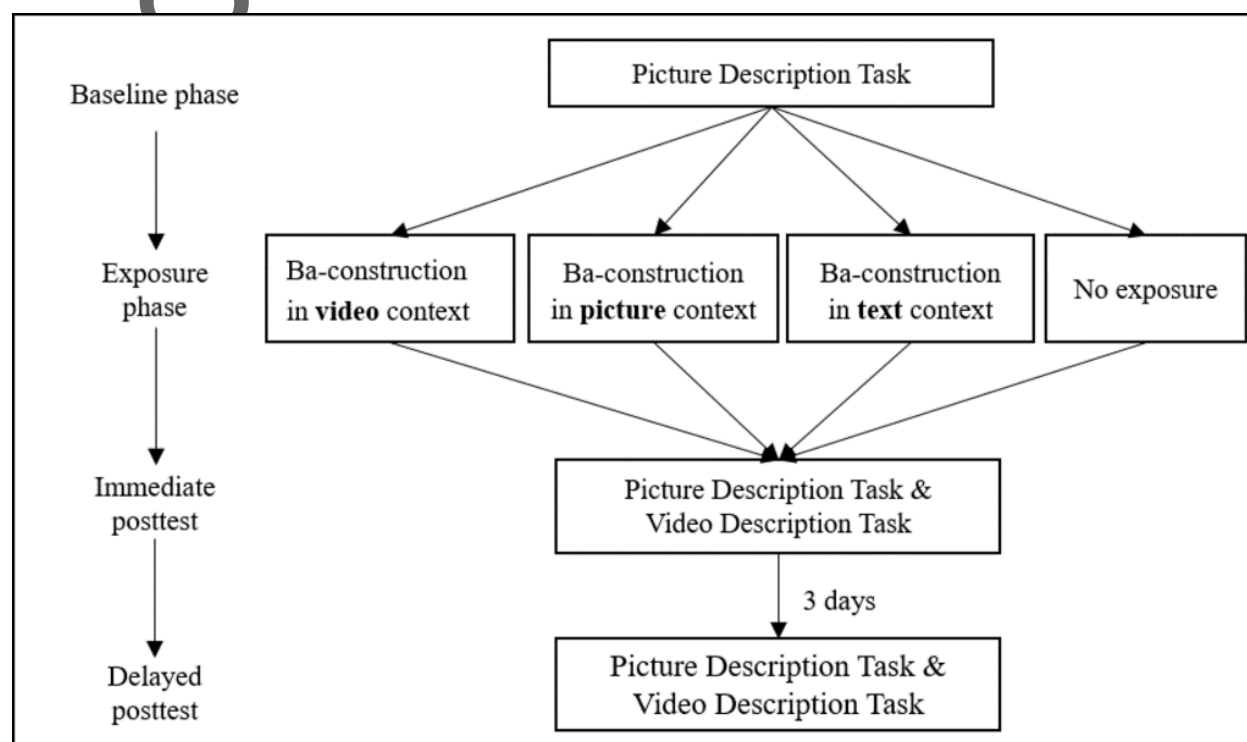 Baseline phase
Picture Description Task
Exposure
phase
Ba-construction
in video context
Ba-construction
in picture context
Ba-construction
in text context
No exposure
Immediate
posttest
Picture Description Task &
Video Description Task
3 days
Delayed
posttest
Picture Description Task &
Video Description Task